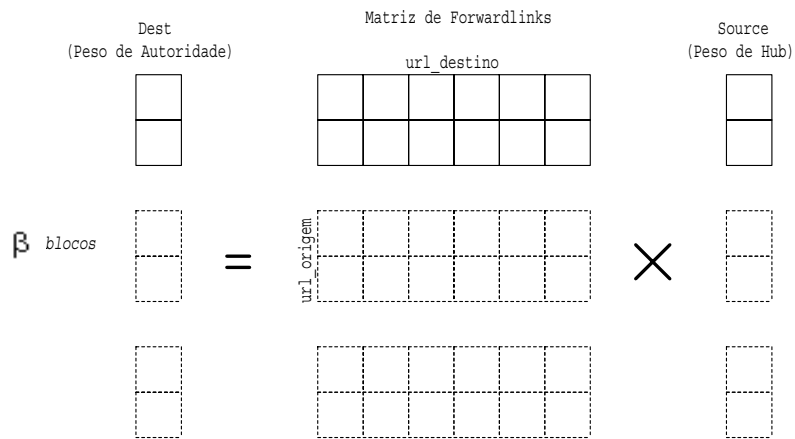 Dest
(Peso de Autoridade)
Matriz de Forwardlinks
url_destino
Source
(Peso de Hub)
β blocos
=
url_origem
×